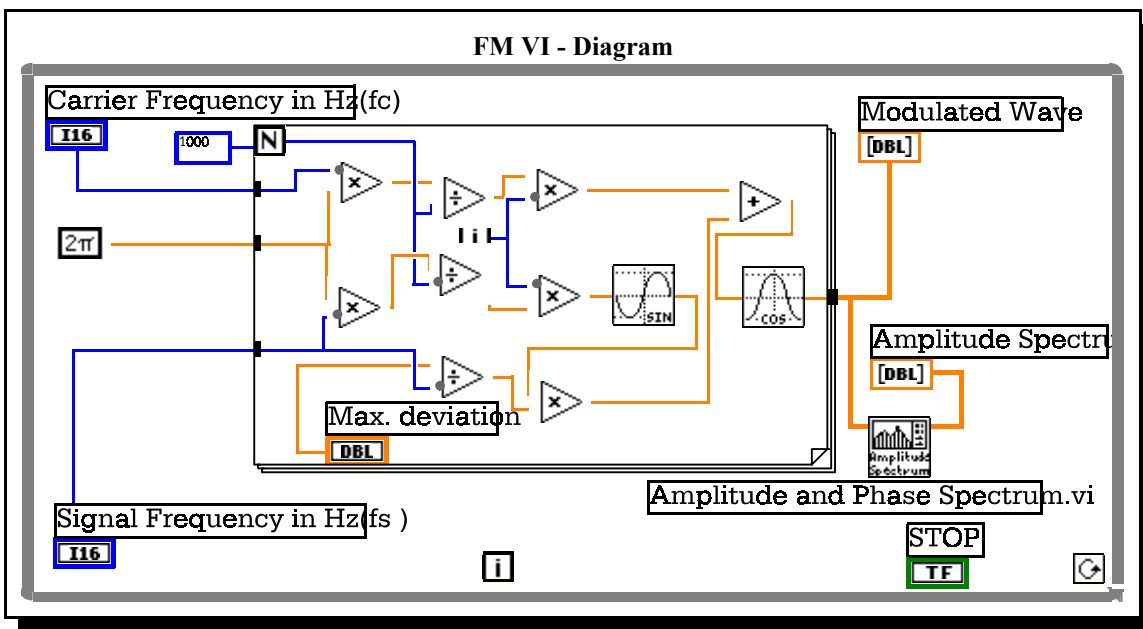 FM VI - Diagram
Carrier Frequency in Hz(fc)
I16
1000
N
Modulated Wave
[DBL]
×
÷
×
+
2π
i
÷
×
×
SIN
COS
Amplitude Spectru
[DBL]
÷
×
Max. deviation
DBL
Amplitude
Spectrum
Amplitude and Phase Spectrum.vi
Signal Frequency in Hz(fs )
I16
STOP
TF
i